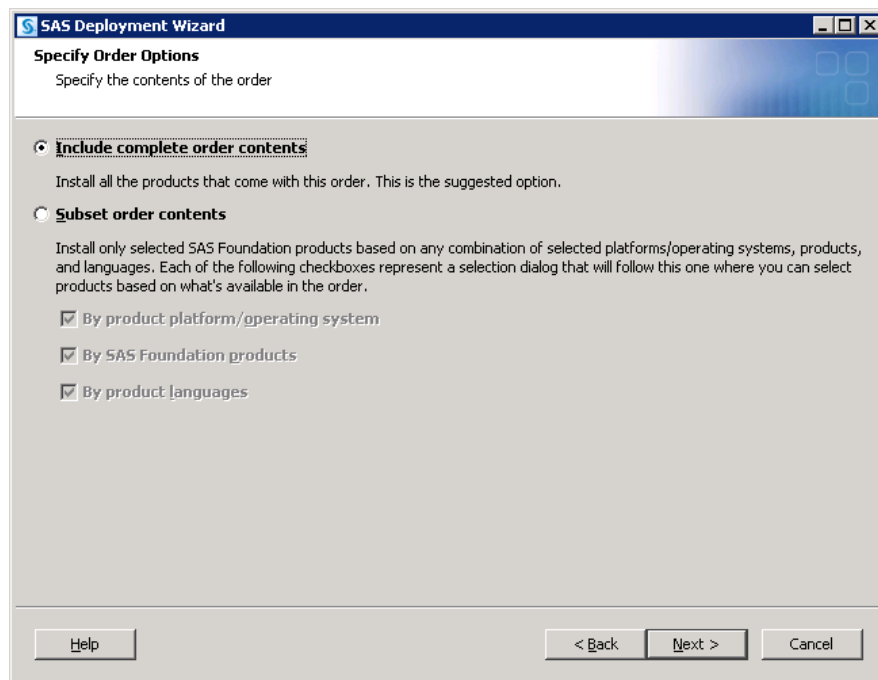 SAS Deployment Wizard
Specify Order Options
Specify the contents of the order
Include complete order contents
Install all the products that come with this order. This is the suggested option.
Subset order contents
Install only selected SAS Foundation products based on any combination of selected platforms/operating systems, products,
and languages. Each of the following checkboxes represent a selection dialog that will follow this one where you can select
products based on what's available in the order.
By product platform/operating system
By SAS Foundation products
By product languages
Help
< Back
Next >
Cancel